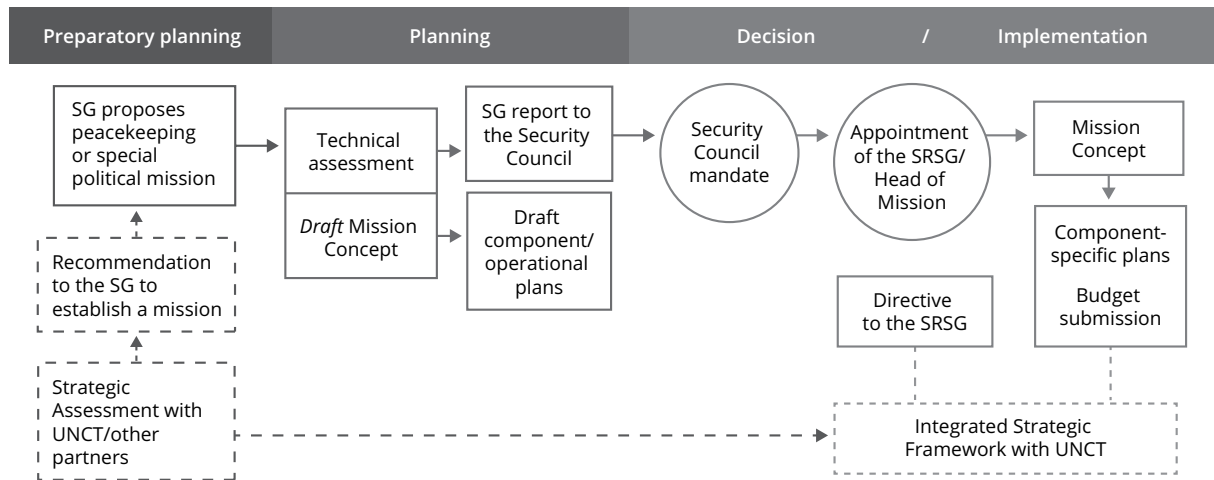 Preparatory planning
Planning
Decision / Implementation
SG proposes
peacekeeping
or special
political mission
Recommendation
to the SG to
establish a mission
Strategic
Assessment with
UNCT/other
partners
Technical
assessment
Draft Mission
Concept
SG report to
the Security
Council
Draft
component/
operational
plans
Security
Council
mandate
Appointment
of the SRSG/
Head of
Mission
Directive
to the SRSG
Mission
Concept
Component-
specific plans
Budget
submission
Integrated Strategic
Framework with UNCT